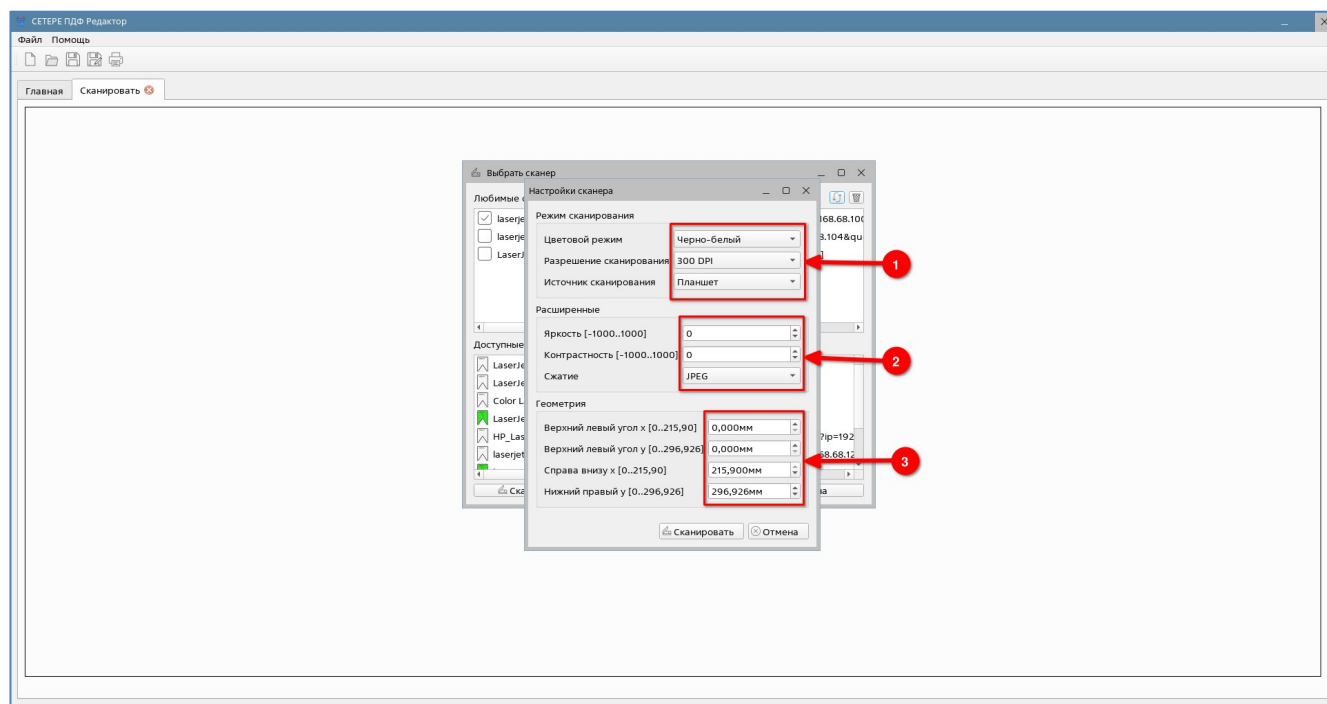 СЕТЕРЕ ПДФ Редактор
Файл Помощь
Главная Сканировать
Выбрать сканер
Настройки сканера
Любимые
Режим сканирования
Цветовой режим Черно-белый
Разрешение сканирования 300 DPI
Источник сканирования Планшет
1
Расширенные
Яркость [-1000..1000] 0
Контрастность [-1000..1000] 0
Сжатие JPEG
2
Доступные
Color
Геометрия
Верхний левый угол x [0..215,90] 0,000мм
Верхний левый угол y [0..296,926] 0,000мм
Справа внизу x [0..215,90] 215,900мм
Нижний правый y [0..296,926] 296,926мм
3
Сканировать Отмена